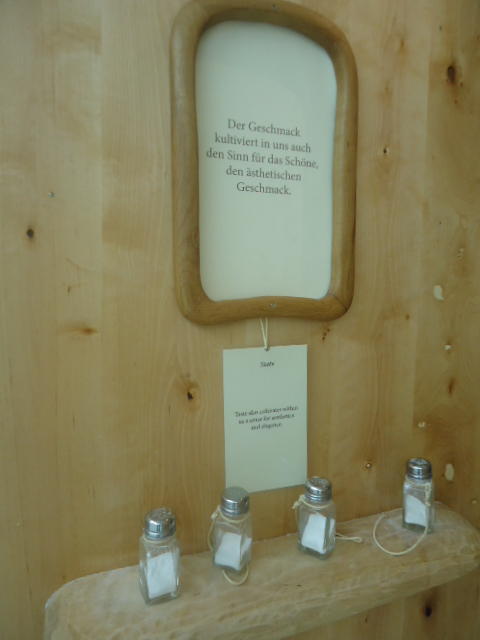 Der Geschmack
kultiviert in uns auch
den Sinn für das Schöne,
den ästhetischen
Geschmack.
Taste
Taste also cultivates within
us a sense for aesthetics
and elegance.